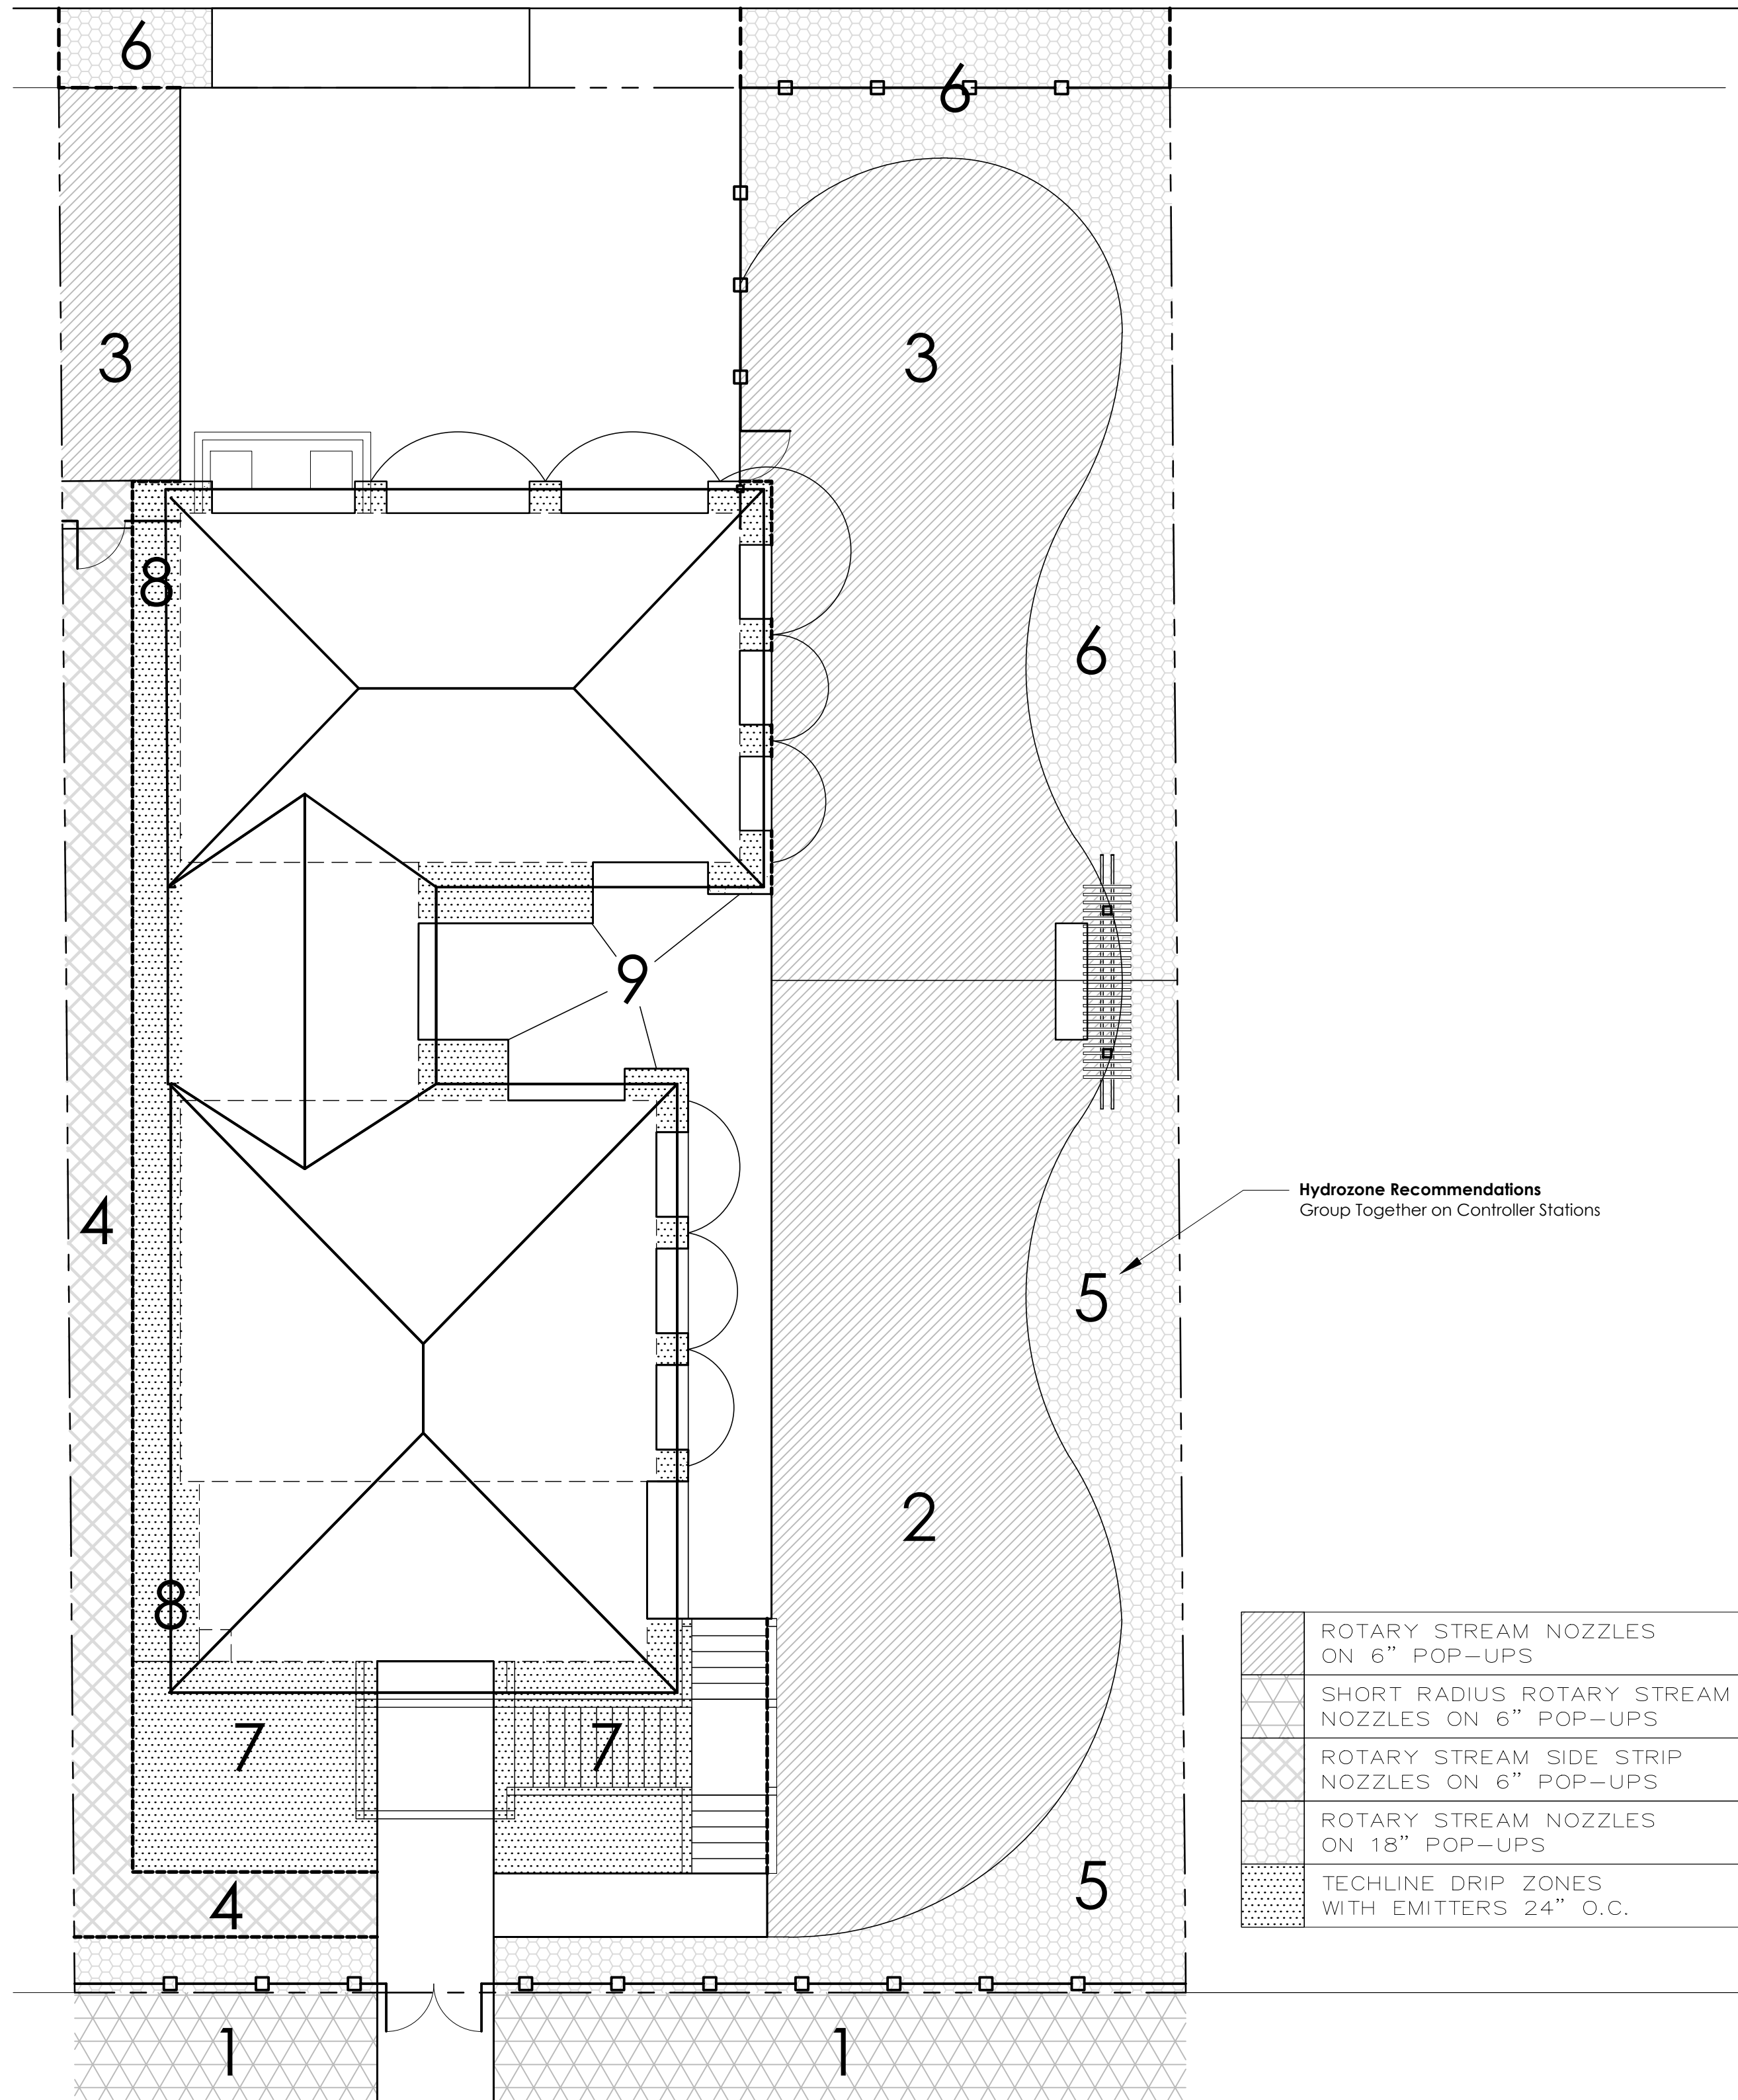 6
6
3
3
8
6
9
4
Hydrozone Recommendations
Group Together on Controller Stations
5
2
8
ROTARY STREAM NOZZLES
ON 6” POP–UPS
SHORT RADIUS ROTARY STREAM
NOZZLES ON 6” POP–UPS
ROTARY STREAM SIDE STRIP
NOZZLES ON 6” POP–UPS
ROTARY STREAM NOZZLES
ON 18” POP–UPS
TECHLINE DRIP ZONES
WITH EMITTERS 24” O.C.
7
7
4
5
1
1